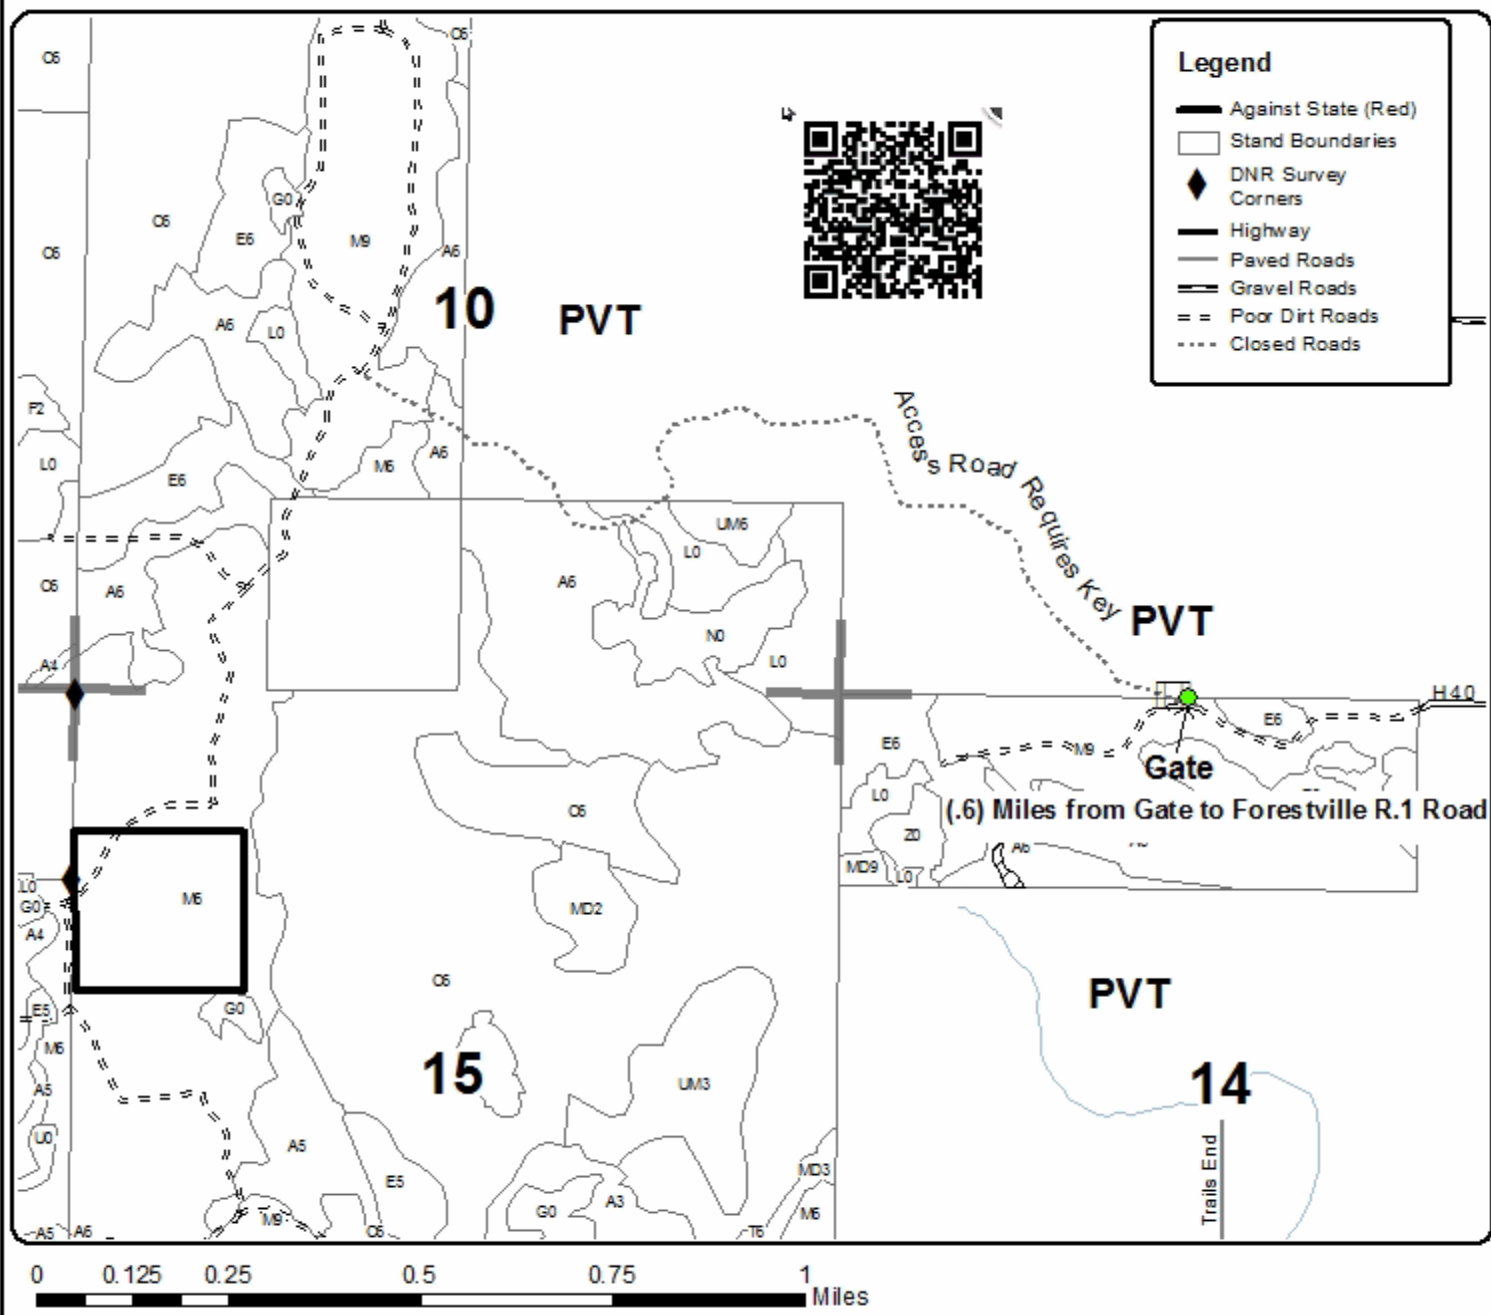 Legend
Against State (Red)
Stand Boundaries
DNR Survey
Corners
Highway
Paved Roads
Gravel Roads
Poor Dirt Roads
Closed Roads
O6
O6
G0
O6
E6
M9
O6
A6
10
PVT
A6
L0
F2
Access Road Requires Key
L0
E6
M6
A6
UM6
L0
O6
A6
A6
N0
PVT
A4
L0
H40
E6
E6
M9
Gate
L0
O6
(.6) Miles from Gate to Forestville R.1 Road
Z0
A6
MD9
L0
L0
G0
M6
A4
MD2
O6
PVT
E5
G0
M6
15
UM3
14
A5
U0
A5
Trails End
MD3
E5
A3
G0
M6
M9
A5
A6
O6
T6
0
0.125
0.25
0.5
0.75
1
Miles